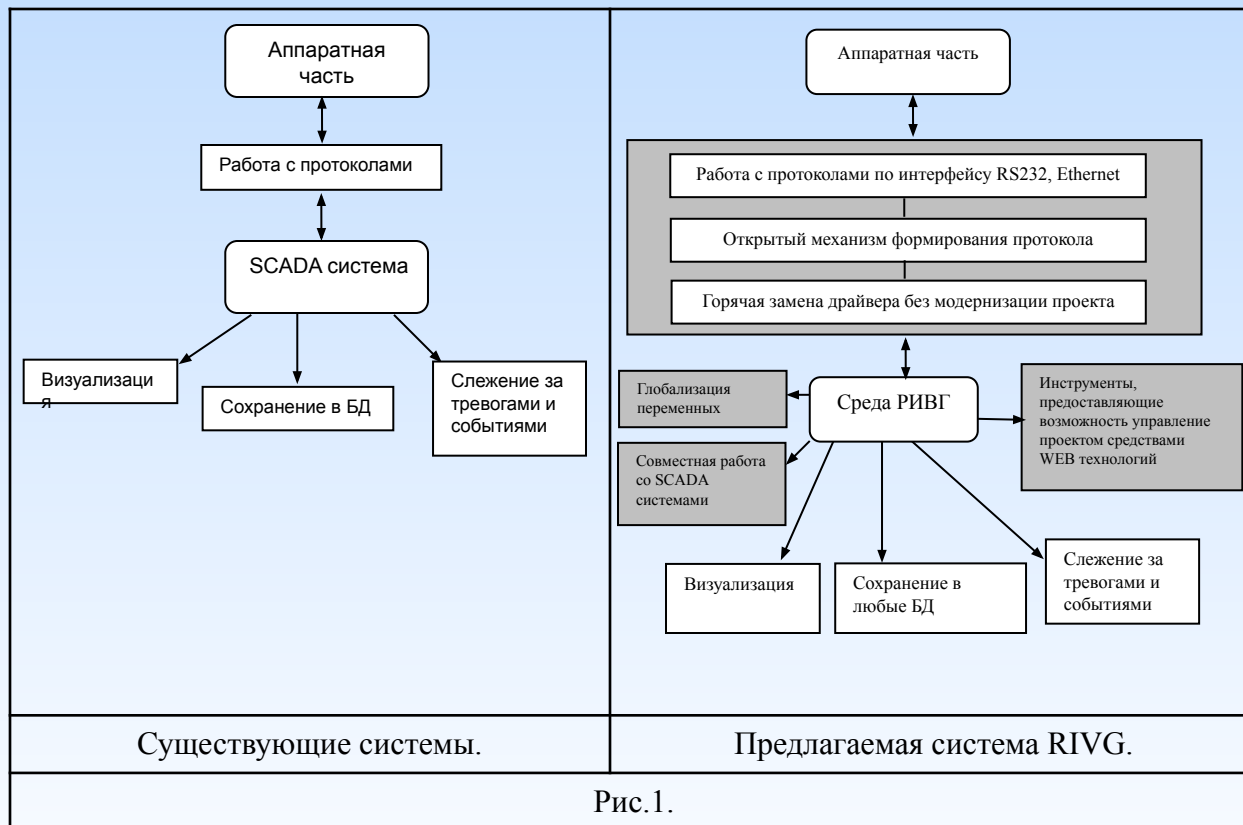 Аппаратная
часть
Работа с протоколами
SCADA система
Визуализаци
я
Сохранение в БД
Слежение за
тревогами и
событиями
Аппаратная часть
Работа с протоколами по интерфейсу RS232, Ethernet
Открытый механизм формирования протокола
Горячая замена драйвера без модернизации проекта
Глобализация
переменных
Среда РИВГ
Инструменты,
предоставляющие
возможность управление
проектом средствами
WEB технологий
Совместная работа
со SCADA
системами
Визуализация
Сохранение в
любые БД
Слежение за
тревогами и
событиями
Существующие системы.
Предлагаемая система RIVG.
Рис.1.